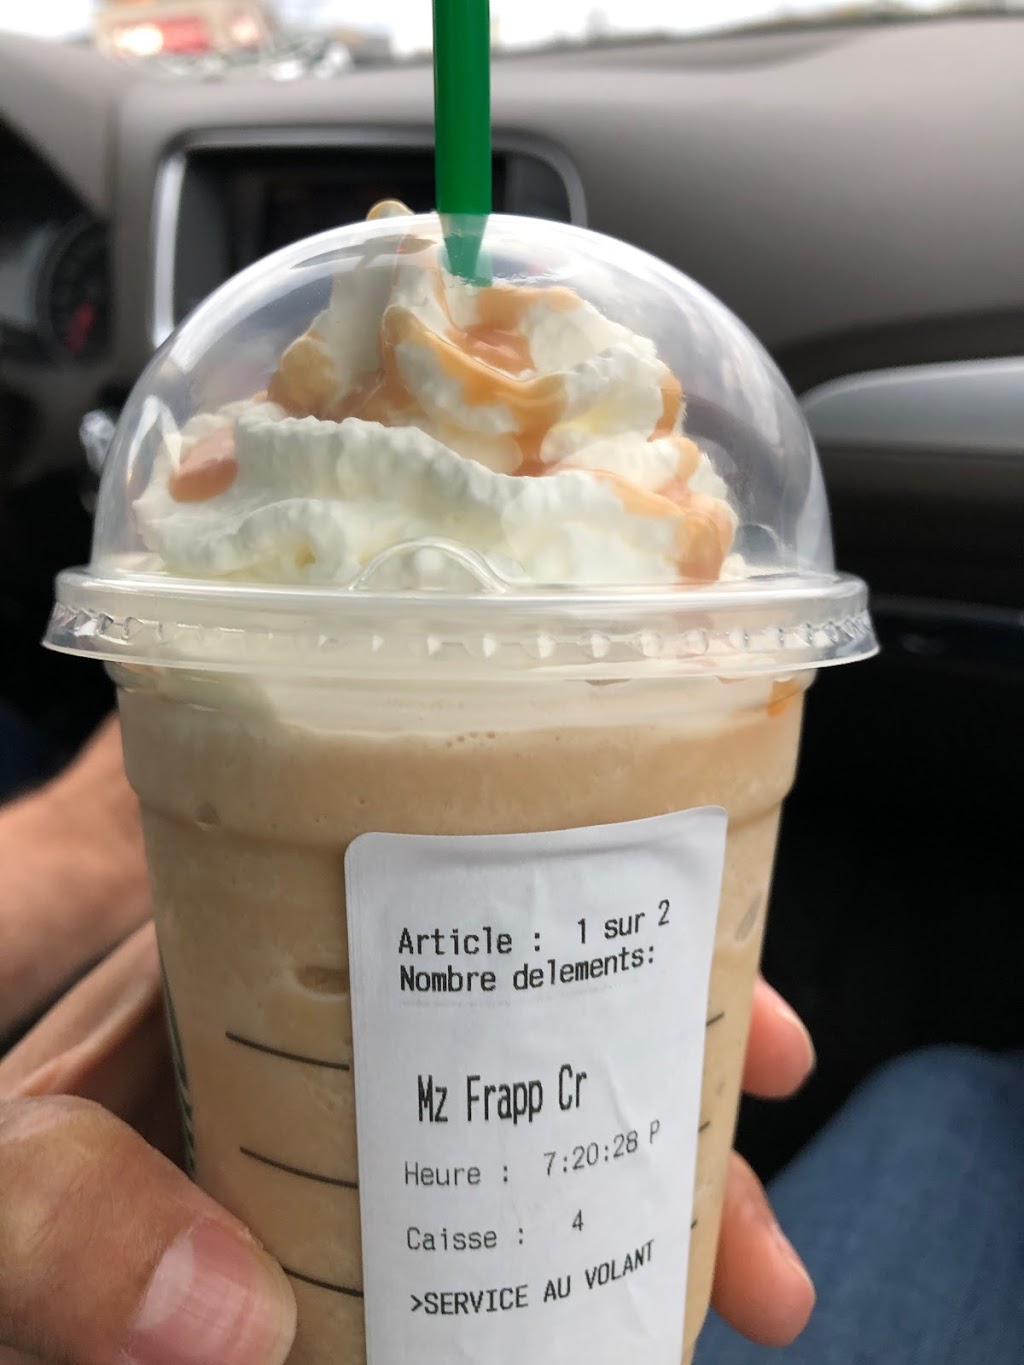 Article : 1 sur 2
Nombre delements:
Mz Frapp Cr
Heure : 7:20:28 P
Caisse : 4
>SERVICE AU VOLANT